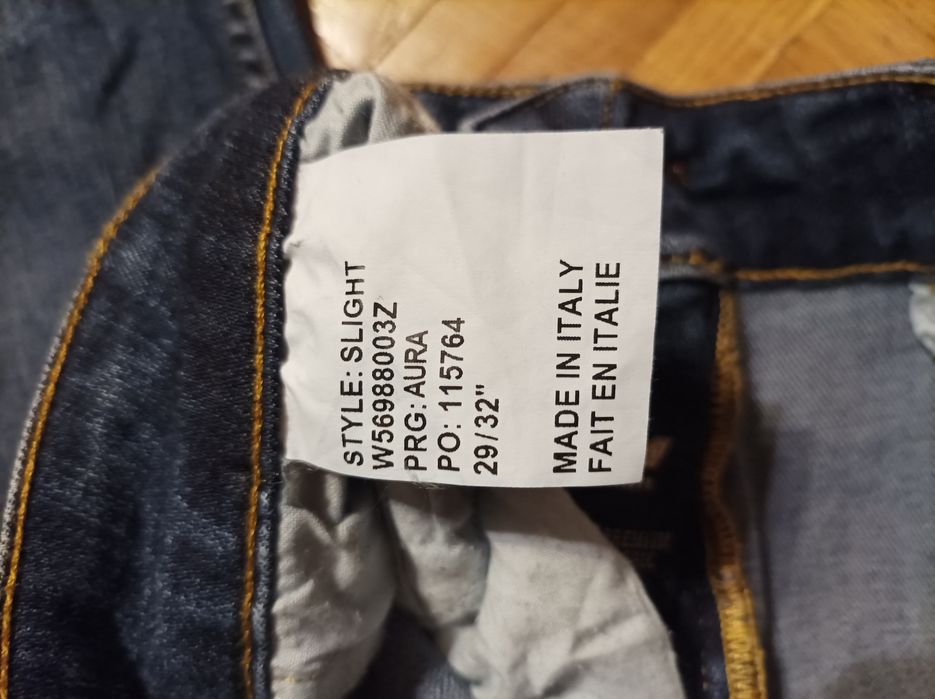 STYLE: SLIGHT
W56988003Z
PRG: AURA
PO: 115764
29/32"
MADE IN ITALY
FAIT EN ITALIE